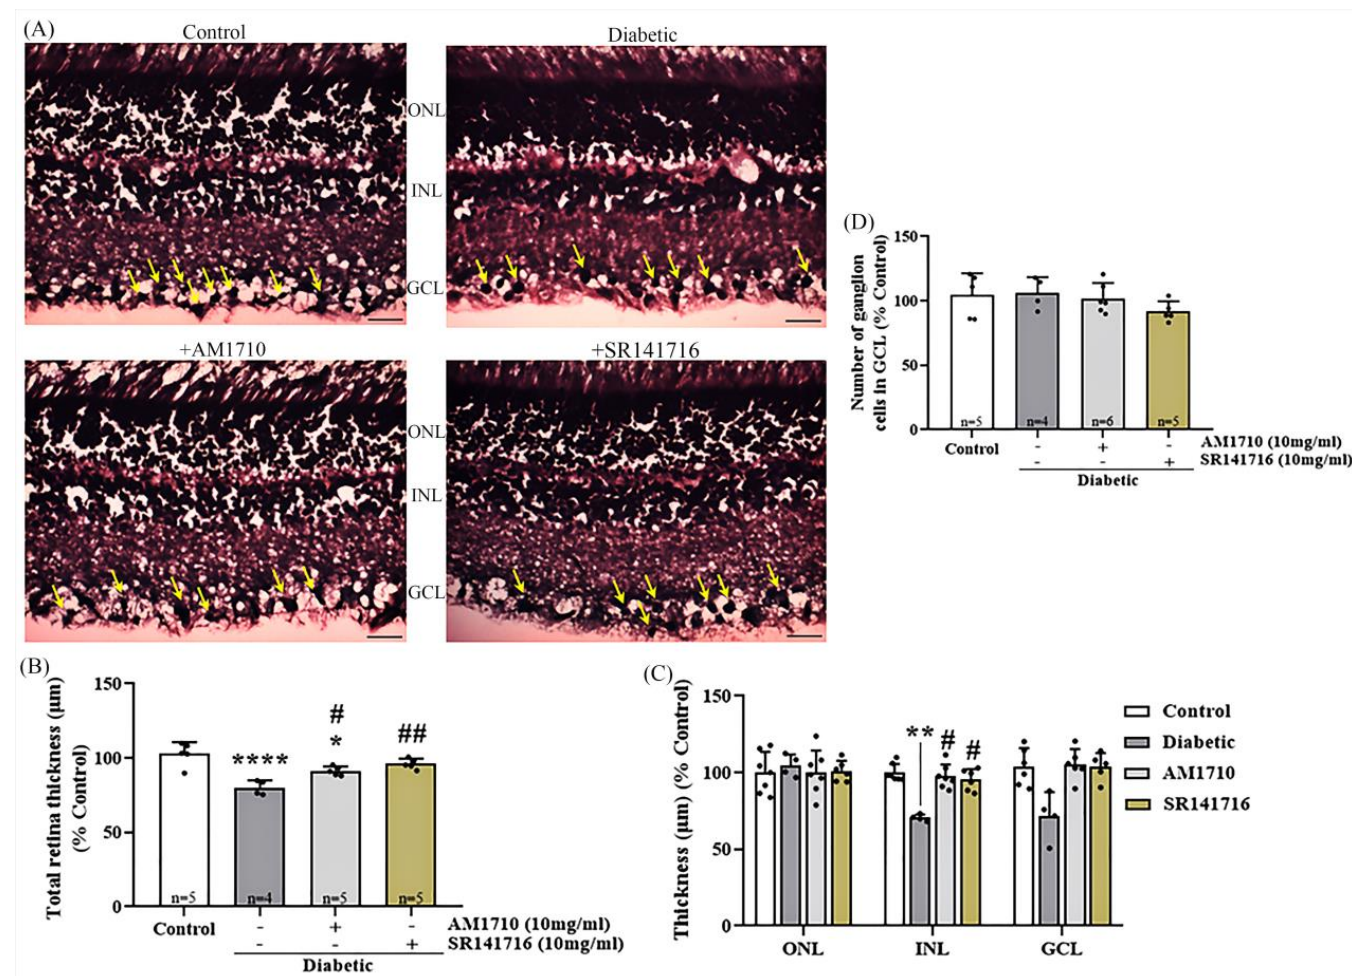 (A)
Control
Diabetic
ONL
INL
GCL
+AM1710
+SR141716
ONL
INL
GCL
(D)
Number of ganglion
cells in GCL (% Control)
150
100
50
0
n=5
n=4
n=6
n=5
Control
- + - AM1710 (10mg/ml)
- - + SR141716 (10mg/ml)
Diabetic
(B)
Total retina thickness (µm)
(% Control)
150
100
50
0
****
#
*
##
n=5
n=4
n=5
n=5
Control
- + - AM1710 (10mg/ml)
- - + SR141716 (10mg/ml)
Diabetic
(C)
Thickness (µm) (% Control)
150
100
50
0
**
#
#
ONL
INL
GCL
Control
Diabetic
AM1710
SR141716